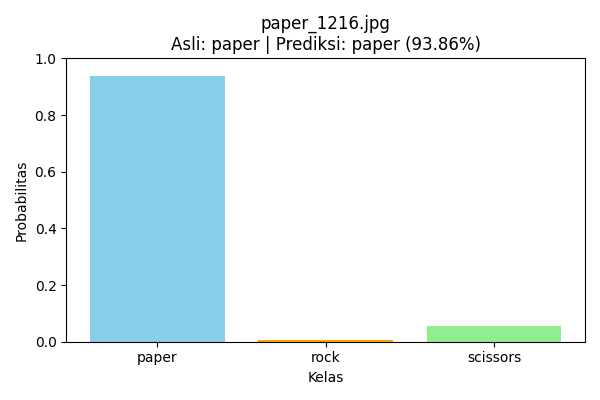 paper_1216.jpg
Asli: paper | Prediksi: paper (93.86%)
1.0
0.8
0.6
0.4
0.2
0.0
Probabilitas
paper rock scissors
Kelas